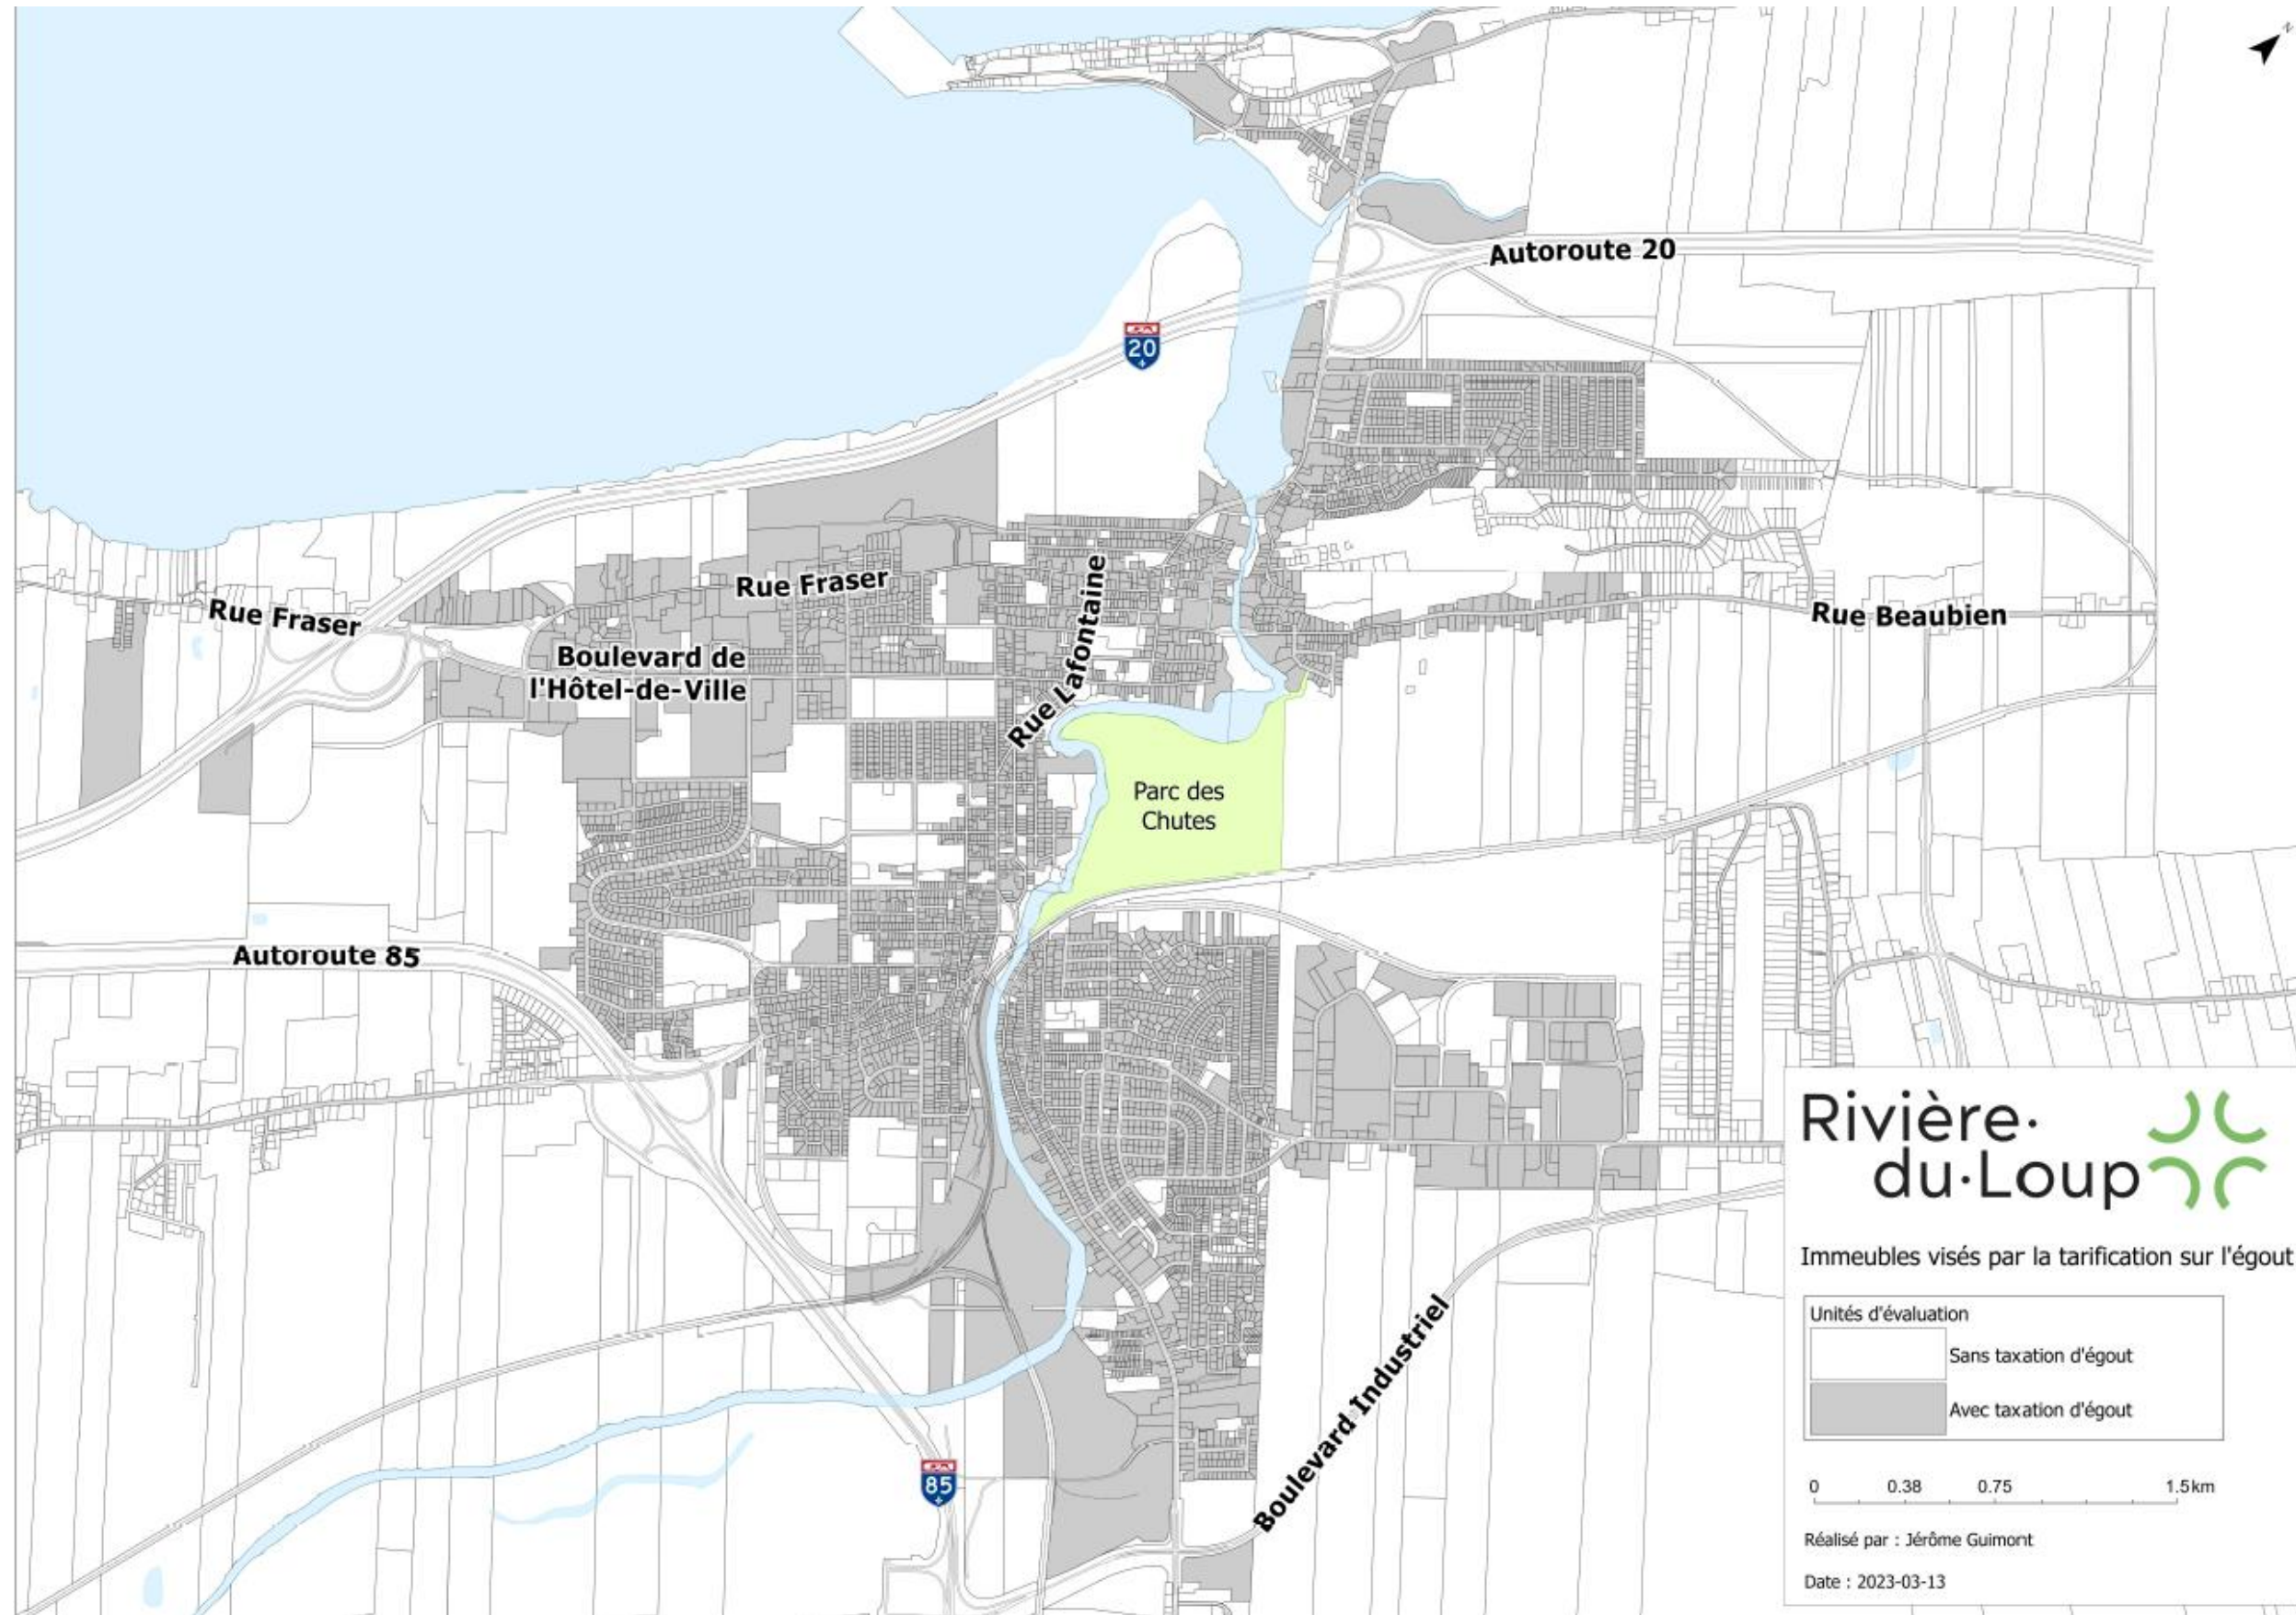 N
Autoroute 20
20
Rue Lafontaine
Rue Fraser
Rue Fraser
Rue Beaubien
Boulevard de
l'Hôtel-de-Ville
Parc des
Chutes
Autoroute 85
85
Boulevard Industriel
Rivière·
du·Loup
Immeubles visés par la tarification sur l'égout
Unités d'évaluation
Sans taxation d'égout
Avec taxation d'égout
0 0.38 0.75 1.5 km
Réalisé par : Jérôme Guimont
Date : 2023-03-13